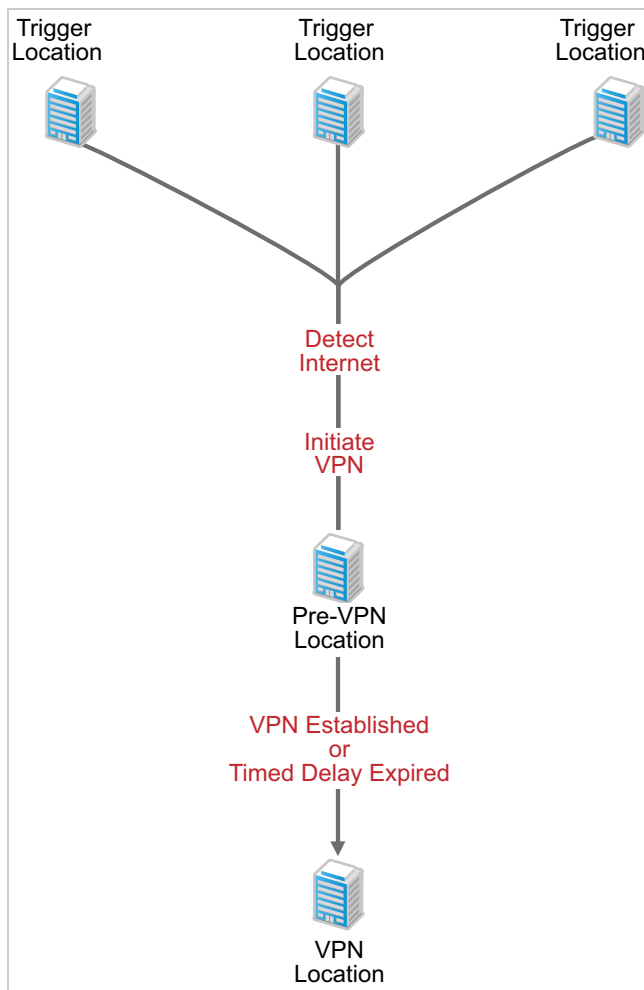 Trigger
Location
Trigger
Location
Trigger
Location
Detect
Internet
Initiate
VPN
Pre-VPN
Location
VPN Established
or
Timed Delay Expired
VPN
Location